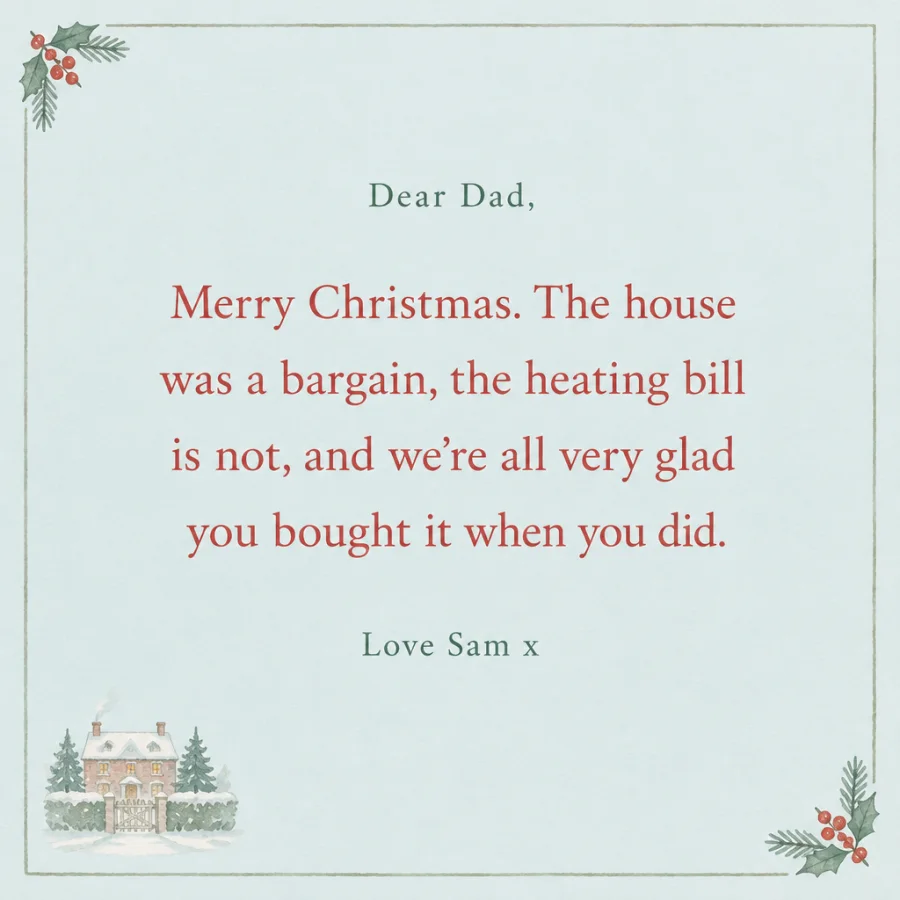 Dear Dad,
Merry Christmas. The house
was a bargain, the heating bill
is not, and we’re all very glad
you bought it when you did.
Love Sam x